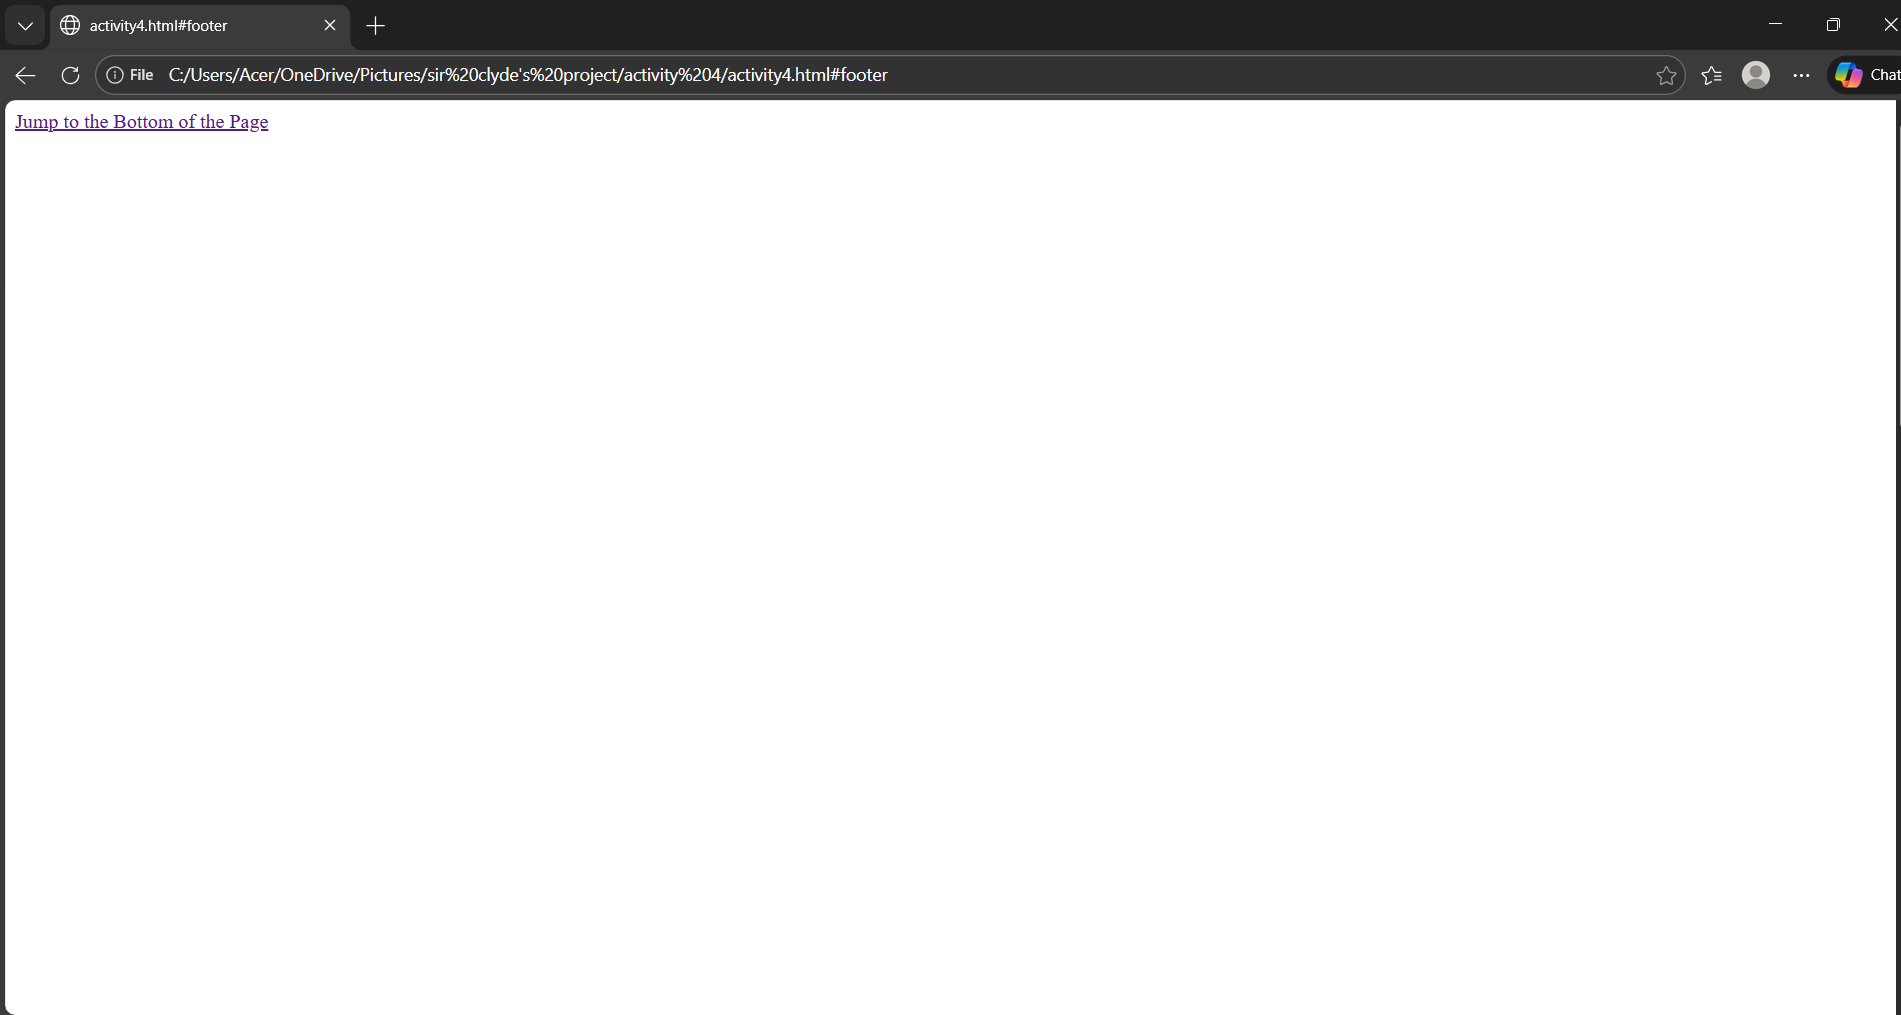 activity4.html#footer
File C:/Users/Acer/OneDrive/Pictures/sir%20clyde's%20project/activity%204/activity4.html#footer
Chat
Jump to the Bottom of the Page